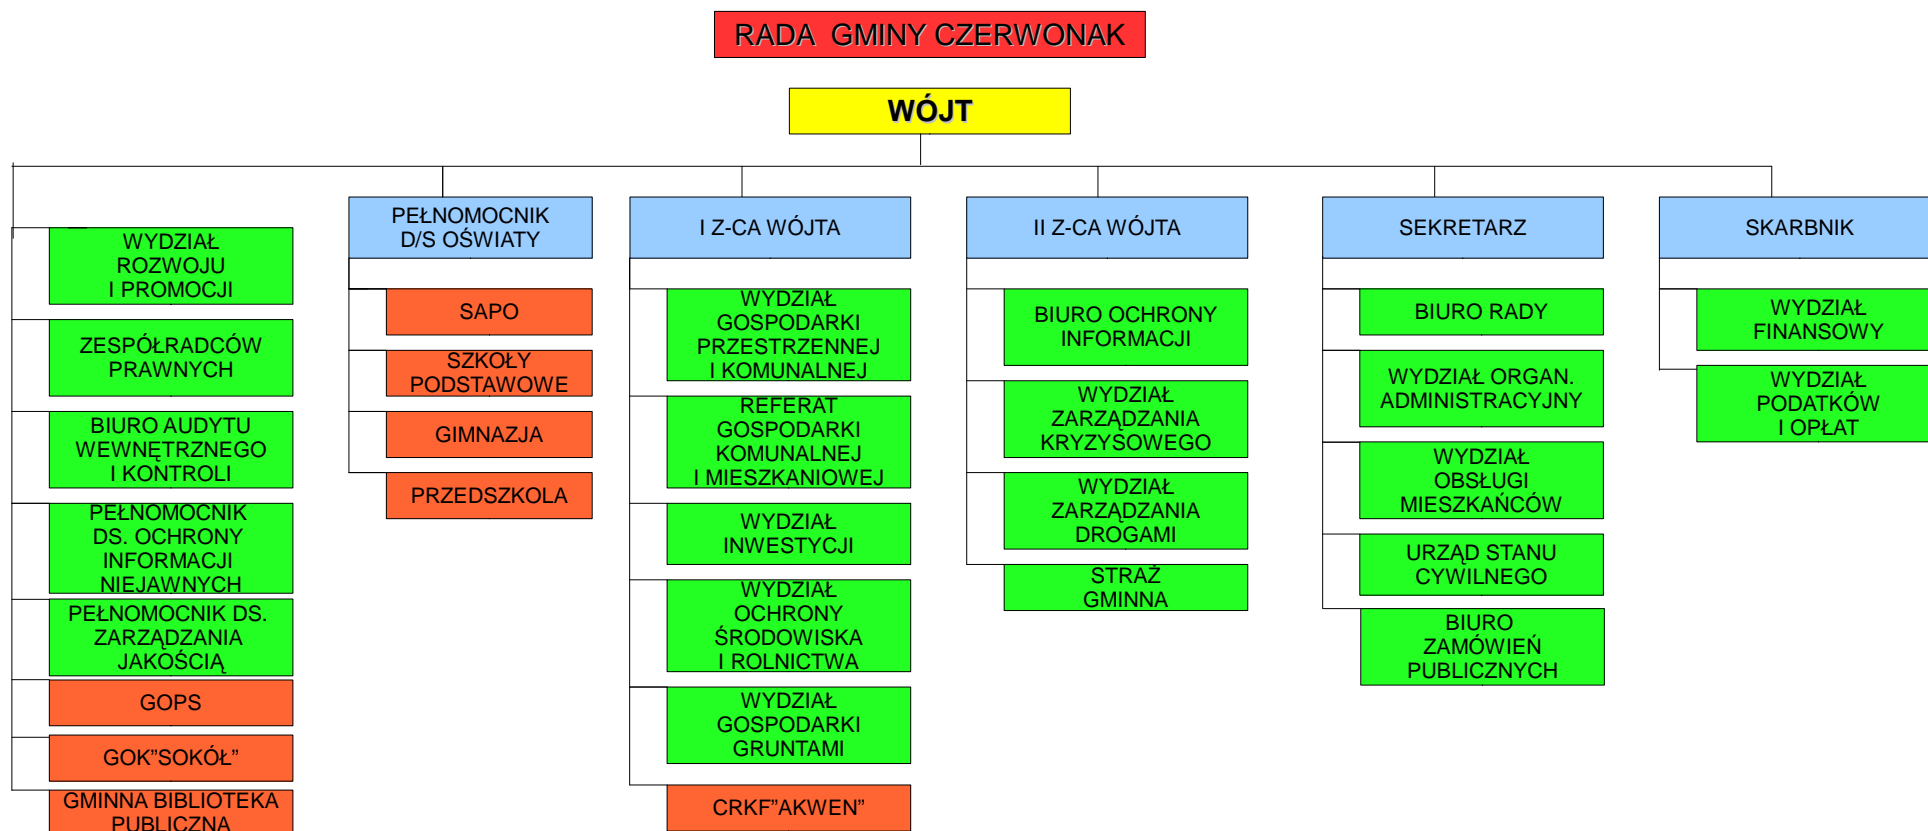 RADA GMINY CZERWONAK
WÓJT
WYDZIAŁ
ROZWOJU
I PROMOCJI
ZESPÓŁRADCÓW
PRAWNYCH
BIURO AUDYTU
WEWNĘTRZNEGO
I KONTROLI
PEŁNOMOCNIK
DS. OCHRONY
INFORMACJI
NIEJAWNYCH
PEŁNOMOCNIK DS.
ZARZĄDZANIA
JAKOŚCIĄ
GOPS
GOK"SOKÓŁ"
GMINNA BIBLIOTEKA
PUBLICZNA
PEŁNOMOCNIK
D/S OŚWIATY
SAPO
SZKOŁY
PODSTAWOWE
GIMNAZJA
PRZEDSZKOLA
I Z-CA WÓJTA
WYDZIAŁ
GOSPODARKI
PRZESTRZENNEJ
I KOMUNALNEJ
REFERAT
GOSPODARKI
KOMUNALNEJ
I MIESZKANIOWEJ
WYDZIAŁ
INWESTYCJI
WYDZIAŁ
OCHRONY
ŚRODOWISKA
I ROLNICTWA
WYDZIAŁ
GOSPODARKI
GRUNTAMI
CRKF"AKWEN"
II Z-CA WÓJTA
BIURO OCHRONY
INFORMACJI
WYDZIAŁ
ZARZĄDZANIA
KRYZYSOWEGO
WYDZIAŁ
ZARZĄDZANIA
DROGAMI
STRAŻ
GMINNA
SEKRETARZ
BIURO RADY
WYDZIAŁ ORGAN.
ADMINISTRACYJNY
WYDZIAŁ
OBSŁUGI
MIESZKAŃCÓW
URZĄD STANU
CYWILNEGO
BIURO
ZAMÓWIEŃ
PUBLICZNYCH
SKARBNIK
WYDZIAŁ
FINANSOWY
WYDZIAŁ
PODATKÓW
I OPŁAT